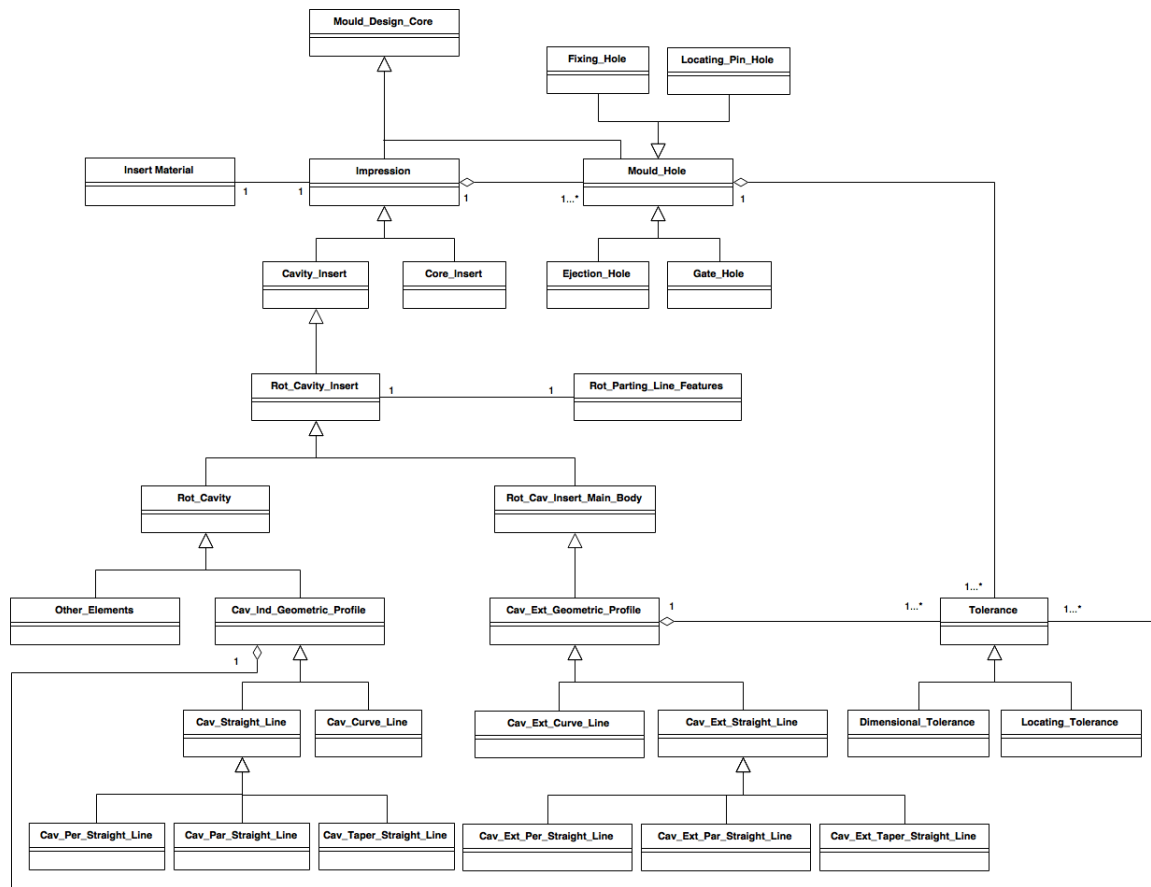 Mould_Design_Core
Fixing_Hole
Locating_Pin_Hole
Insert Material
1
1
Impression
1
1...*
Mould_Hole
1
Cavity_Insert
Core_Insert
Ejection_Hole
Gate_Hole
Rot_Cavity_Insert
1
1
Rot_Parting_Line_Features
Rot_Cavity
Rot_Cav_Insert_Main_Body
Other_Elements
Cav_Ind_Geometric_Profile
1
Cav_Ext_Geometric_Profile
1
1...*
1...*
Tolerance
1...*
Cav_Straight_Line
Cav_Curve_Line
Cav_Ext_Curve_Line
Cav_Ext_Straight_Line
Dimensional_Tolerance
Locating_Tolerance
Cav_Per_Straight_Line
Cav_Par_Straight_Line
Cav_Taper_Straight_Line
Cav_Ext_Per_Straight_Line
Cav_Ext_Par_Straight_Line
Cav_Ext_Taper_Straight_Line